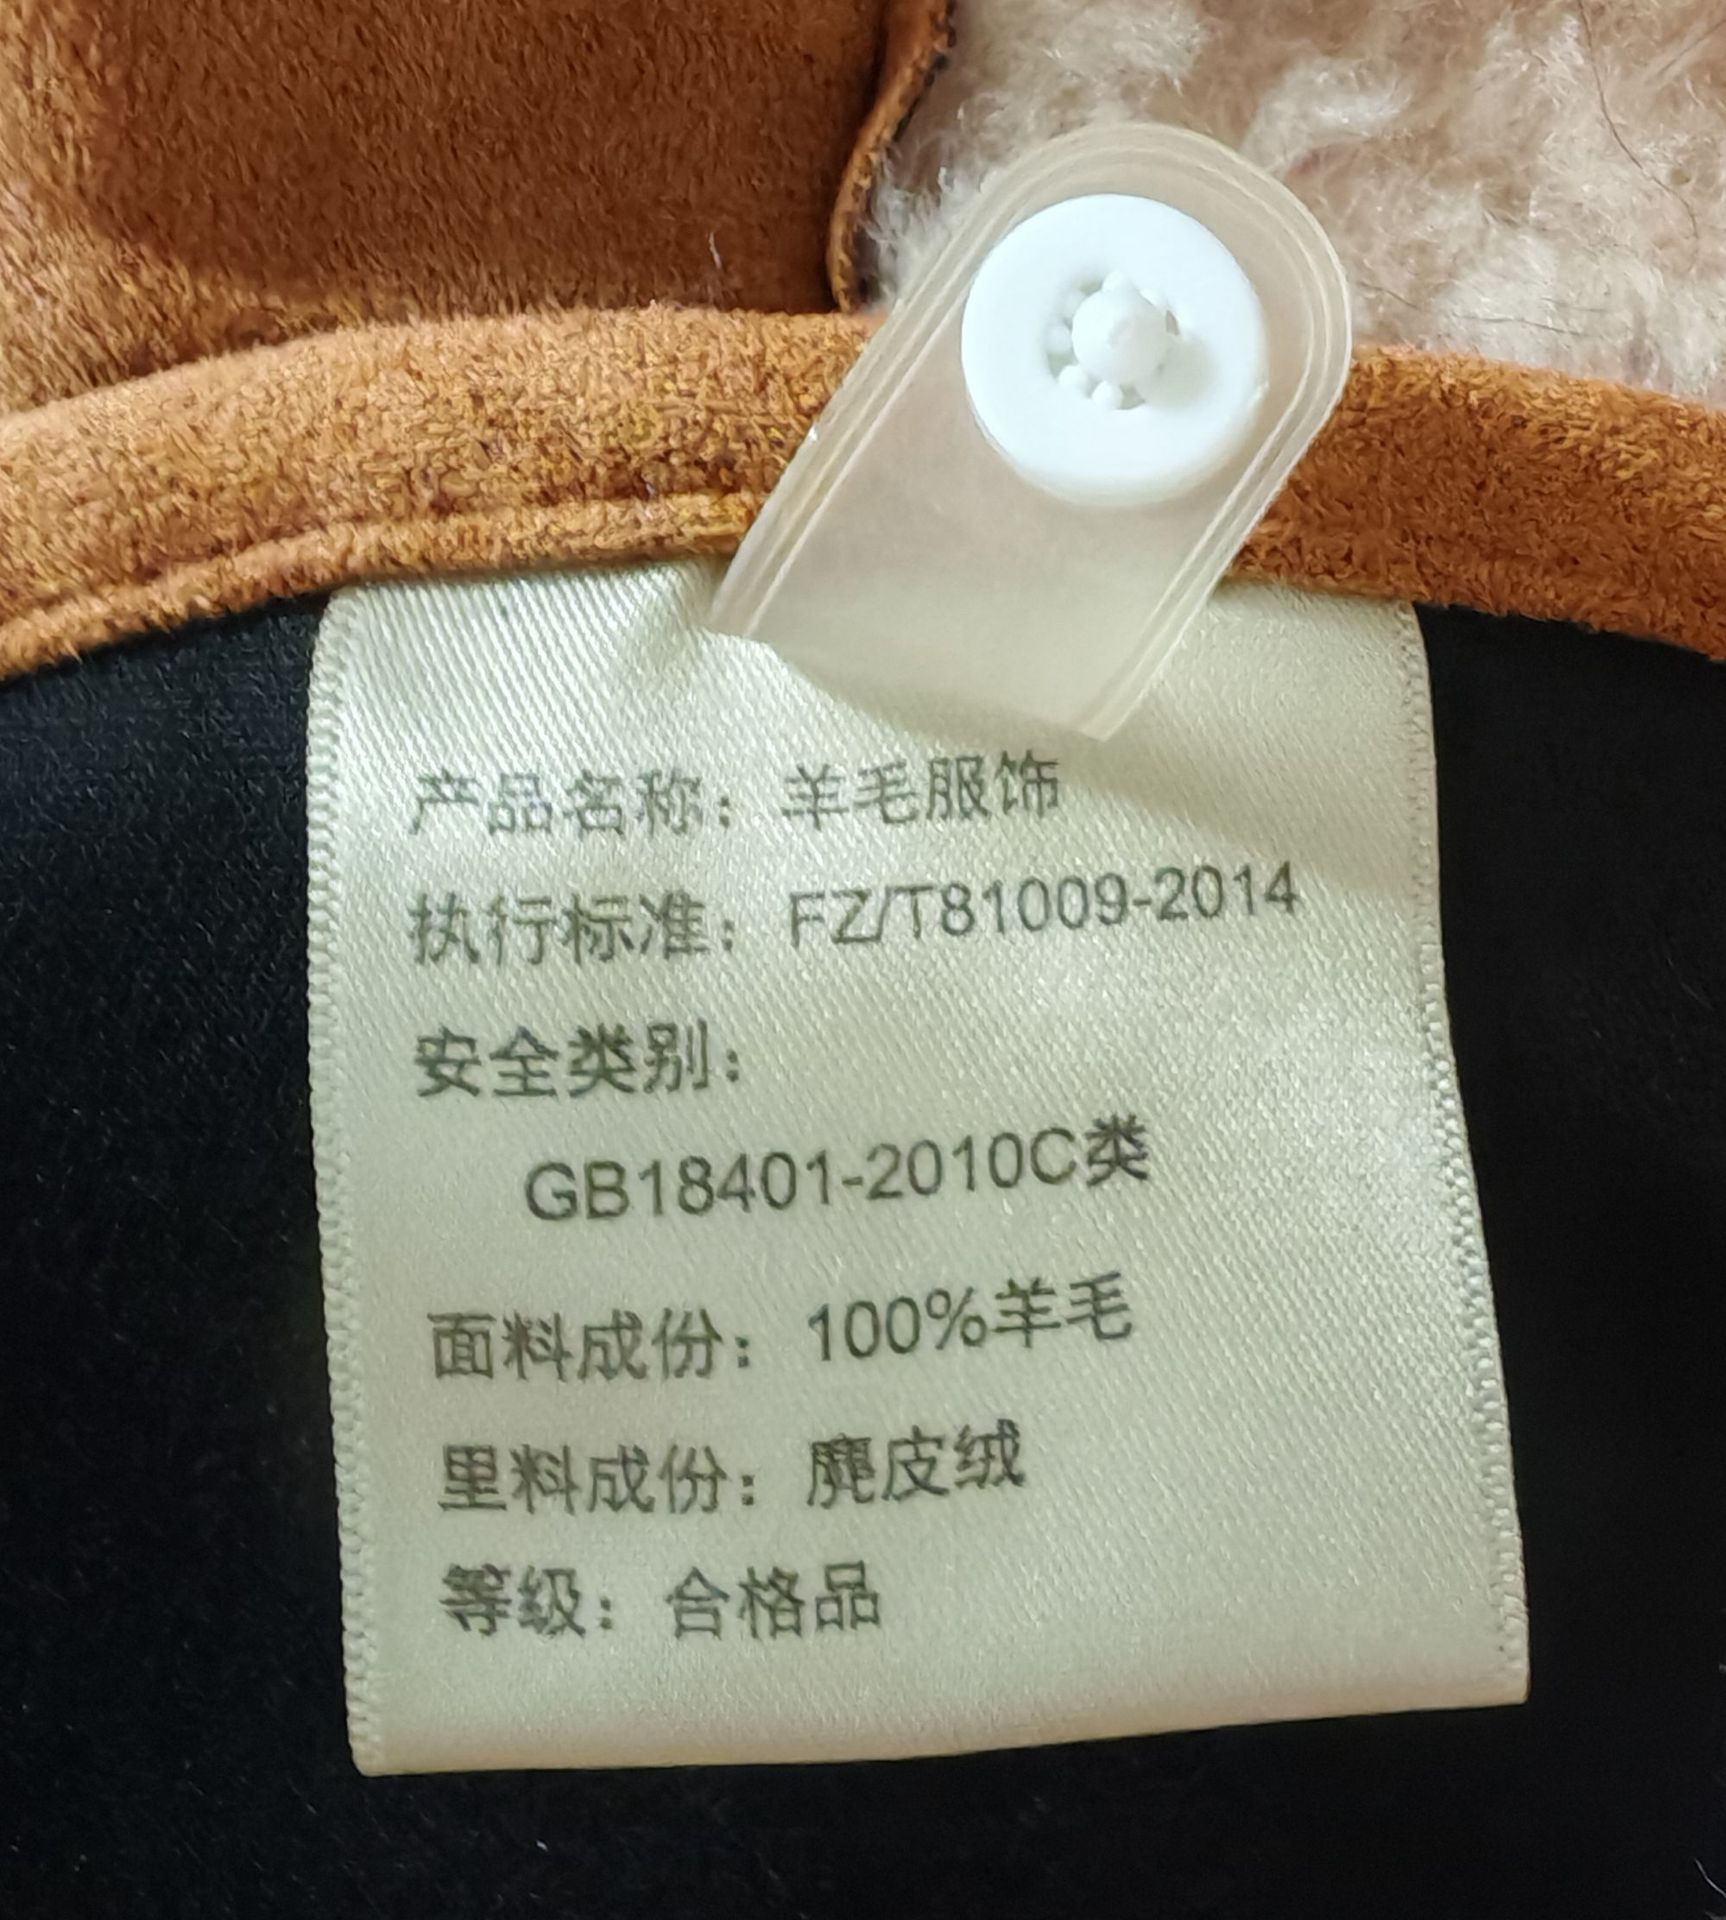 产品名称：羊毛服饰
执行标准：FZ/T81009-2014
安全类别：
GB18401-2010C类
面料成份：100%羊毛
里料成份：麂皮绒
等级：合格品